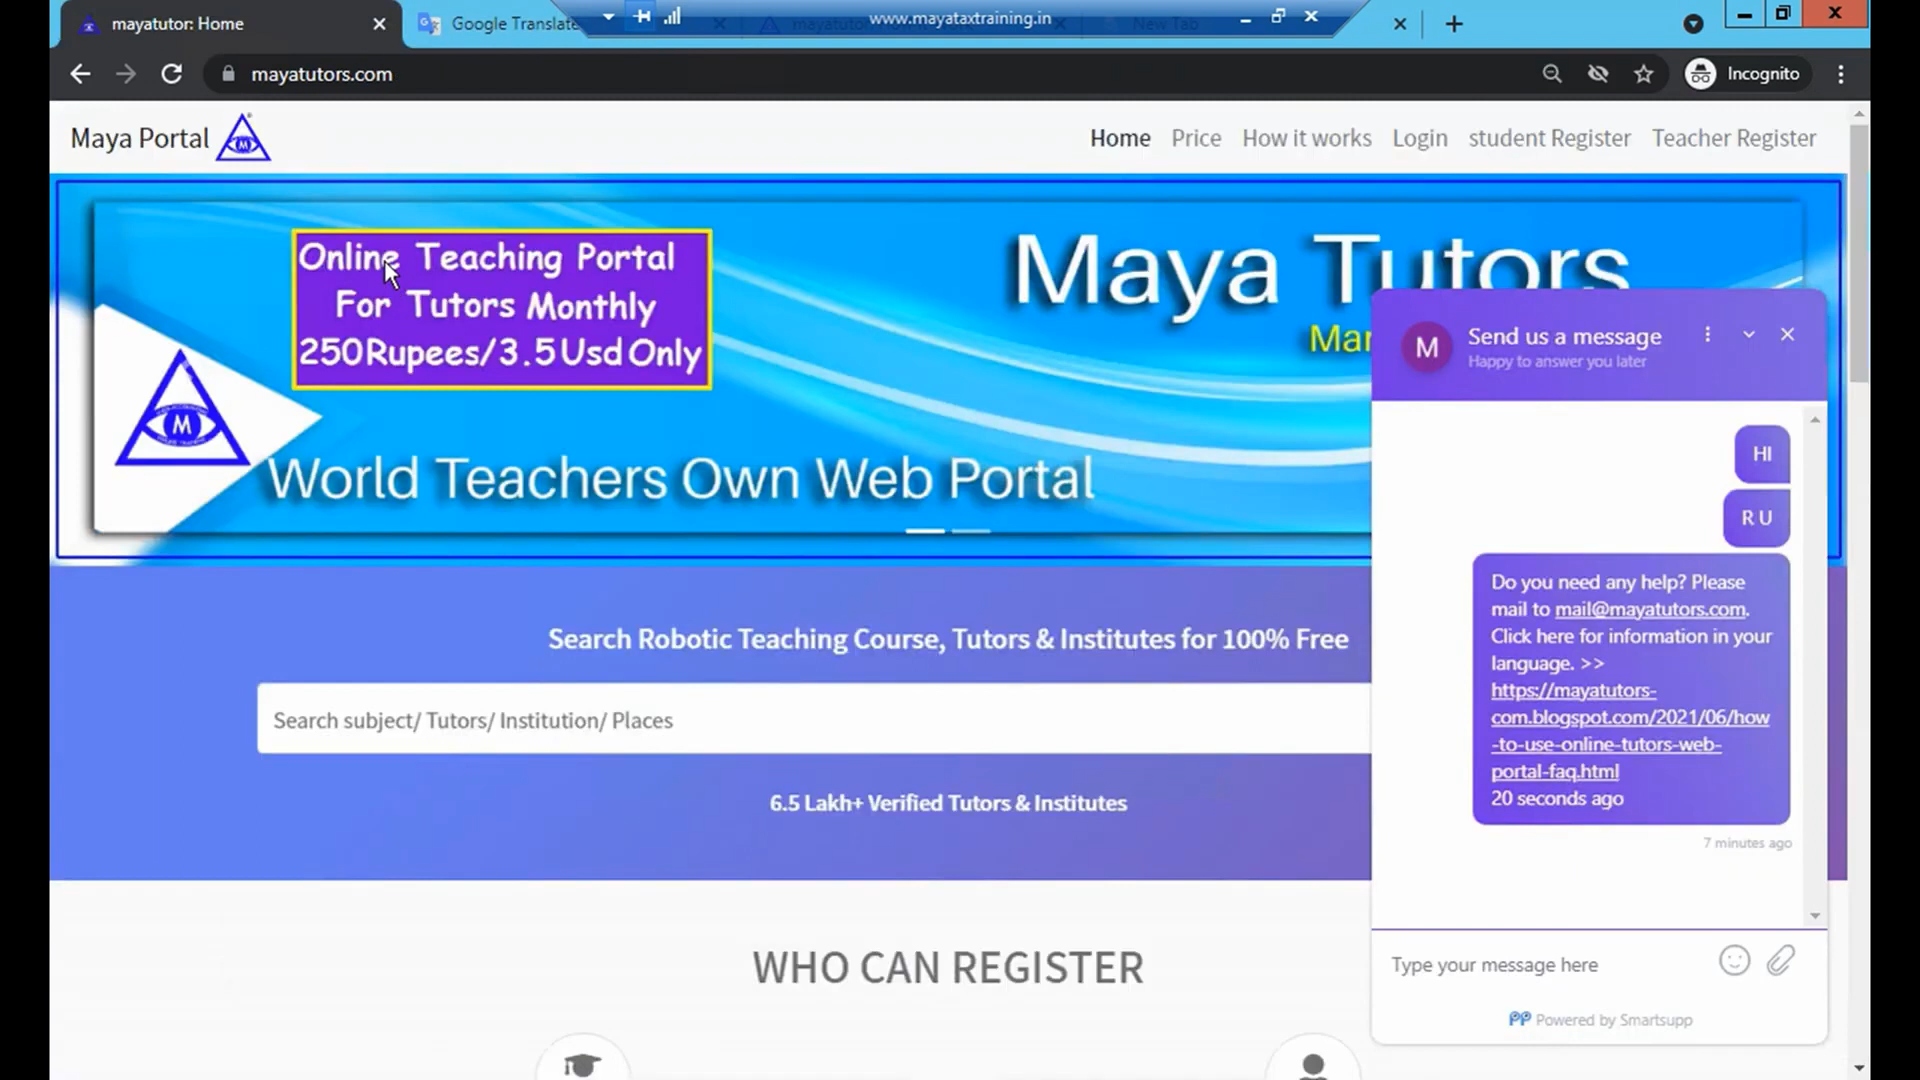 mayatutor: Home
Google Translate
www.mayataxtraining.in
New Tab
mayatutors.com
Incognito
Maya Portal
M
Home
Price
How it works
Login
student Register
Teacher Register
Online Teaching Portal
For Tutors Monthly
250Rupees/3.5Usd Only
Maya Tutors
Mar
M
World Teachers Own Web Portal
Search Robotic Teaching Course, Tutors & Institutes for 100% Free
Search subject/ Tutors/ Institution/ Places
6.5 Lakh+ Verified Tutors & Institutes
WHO CAN REGISTER
M
Send us a message
Happy to answer you later
HI
R U
Do you need any help? Please
mail to mail@mayatutors.com.
Click here for information in your
language. >>
https://mayatutors-
com.blogspot.com/2021/06/how
-to-use-online-tutors-web-
portal-faq.html
20 seconds ago
7 minutes ago
Type your message here
Powered by Smartsupp